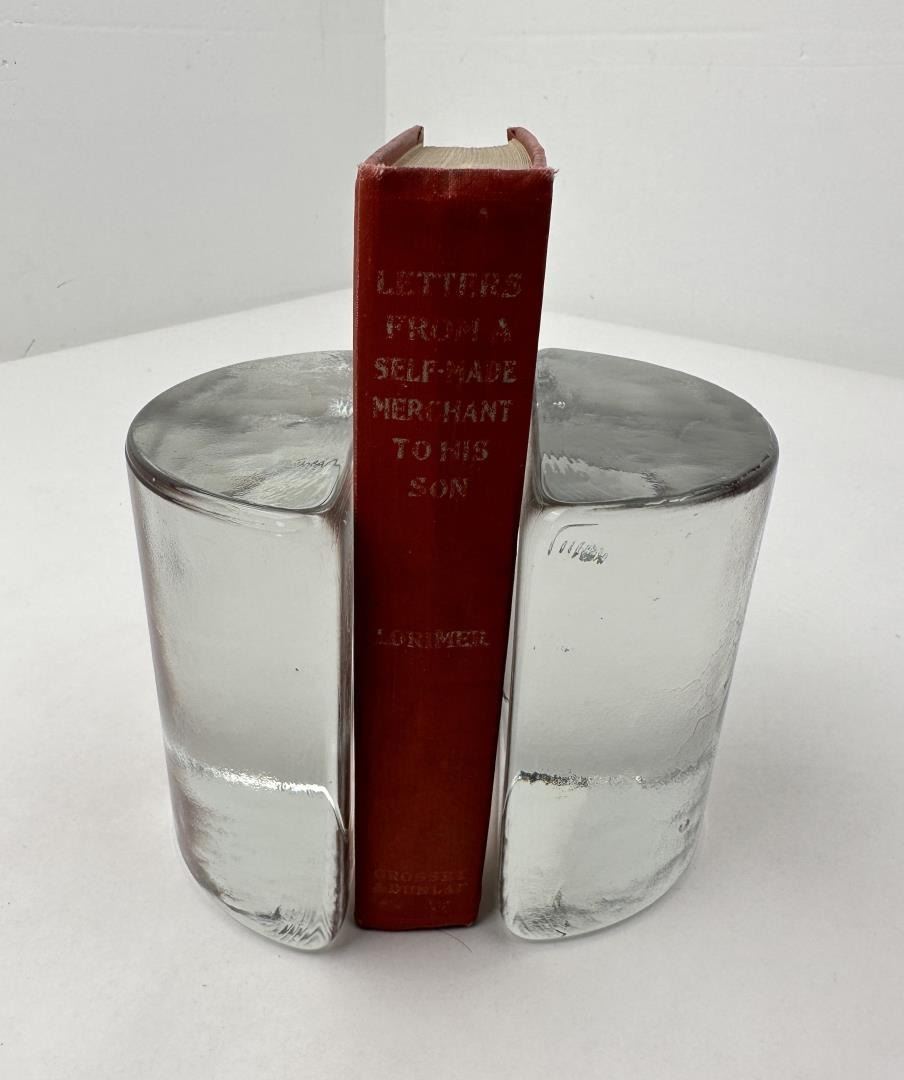 LETTERS
FROM A
SELF-MADE
MERCHANT
TO HIS
SON
LORIMER
GROSSET
& DUNLAP